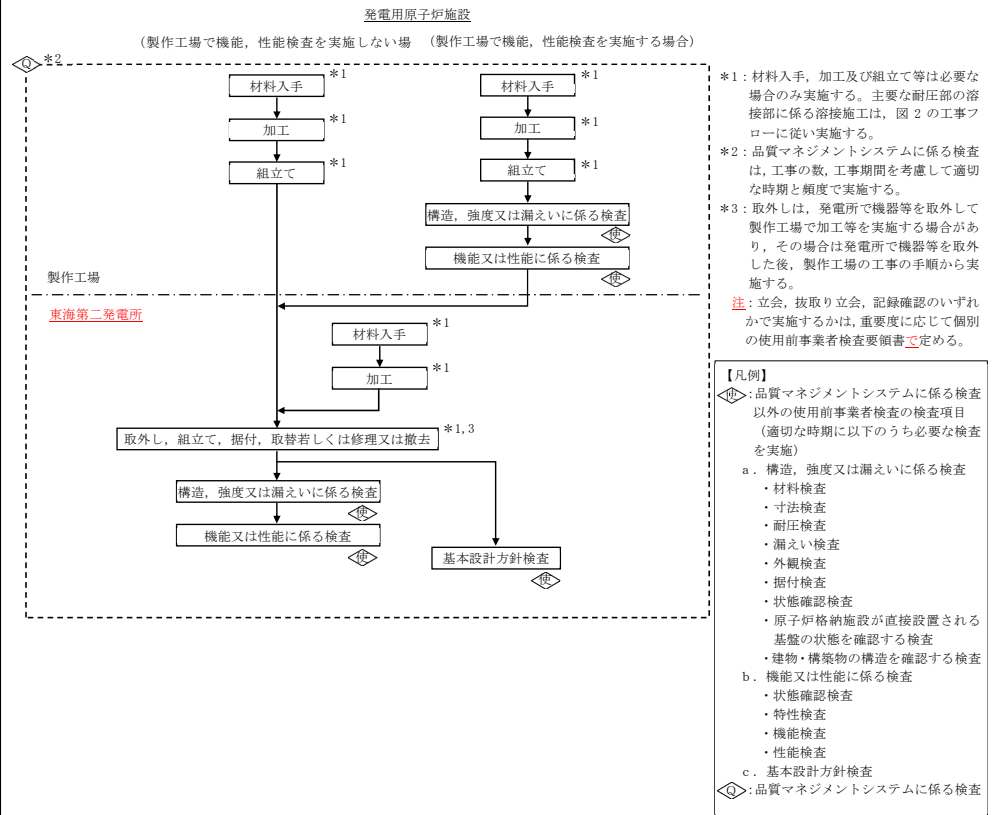 発電用原子炉施設
(製作工場で機能,性能検査を実施しない場
(製作工場で機能,性能検査を実施する場合)
Q
*2
材料入手
*1
加工
*1
組立て
*1
材料入手
*1
加工
*1
組立て
*1
構造,強度又は漏えいに係る検査
使
機能又は性能に係る検査
使
製作工場
東海第二発電所
材料入手
*1
加工
*1
取外し,組立て,据付,取替若しくは修理又は撤去
*1,3
構造,強度又は漏えいに係る検査
使
機能又は性能に係る検査
使
基本設計方針検査
使
*1:材料入手,加工及び組立て等は必要な
場合のみ実施する。主要な耐圧部の溶
接部に係る溶接施工は,図2の工事フ
ローに従い実施する。
*2:品質マネジメントシステムに係る検査
は,工事の数,工事期間を考慮して適切
な時期と頻度で実施する。
*3:取外しは,発電所で機器等を取外して
製作工場で加工等を実施する場合があ
り,その場合は発電所で機器等を取外
した後,製作工場の工事の手順から実
施する。
注:立会,抜取り立会,記録確認のいずれ
かで実施するかは,重要度に応じて個別
の使用前事業者検査要領書で定める。
【凡例】
使:品質マネジメントシステムに係る検査
以外の使用前事業者検査の検査項目
(適切な時期に以下のうち必要な検査
を実施)
a.構造,強度又は漏えいに係る検査
・材料検査
・寸法検査
・耐圧検査
・漏えい検査
・外観検査
・据付検査
・状態確認検査
・原子炉格納施設が直接設置される
基盤の状態を確認する検査
・建物・構築物の構造を確認する検査
b.機能又は性能に係る検査
・状態確認検査
・特性検査
・機能検査
・性能検査
c.基本設計方針検査
Q:品質マネジメントシステムに係る検査